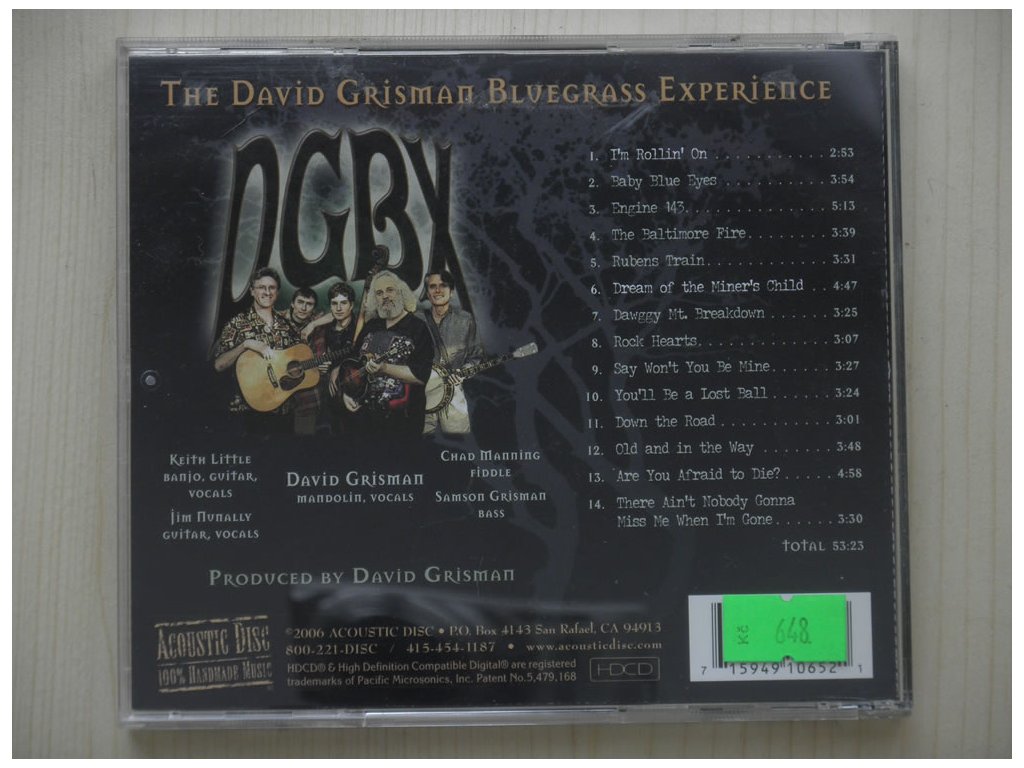 THE DAVID GRISMAN BLUEGRASS EXPERIENCE
DGBX
1. I'm Rollin' On . . . . . . . . . . . 2:53
2. Baby Blue Eyes . . . . . . . . . . 3:54
3. Engine 143. . . . . . . . . . . . . . 5:13
4. The Baltimore Fire. . . . . . . . 3:39
5. Rubens Train. . . . . . . . . . . . 3:31
6. Dream of the Miner's Child . . 4:47
7. Dawggy Mt. Breakdown . . . . . . 3:25
8. Rock Hearts. . . . . . . . . . . . . 3:07
9. Say Won't You Be Mine. . . . . . 3:27
10. You'll Be a Lost Ball . . . . . . 3:24
11. Down the Road . . . . . . . . . . . 3:01
12. Old and in the Way . . . . . . . 3:48
13. Are You Afraid to Die? . . . . . 4:58
14. There Ain't Nobody Gonna
Miss Me When I'm Gone. . . . . . 3:30
TOTAL 53:23
KEITH LITTLE
BANJO, GUITAR,
VOCALS
JIM NUNALLY
GUITAR, VOCALS
DAVID GRISMAN
MANDOLIN, VOCALS
CHAD MANNING
FIDDLE
SAMSON GRISMAN
BASS
PRODUCED BY DAVID GRISMAN
ACOUSTIC DISC
100% HANDMADE MUSIC
©2006 ACOUSTIC DISC • P.O. Box 4143 San Rafael, CA 94913
800-221-DISC / 415-454-1187 • www.acousticdisc.com
HDCD® & High Definition Compatible Digital® are registered
trademarks of Pacific Microsonics, Inc. Patent No.5,479,168
HDCD
Kč 648
7 15949 10652 1